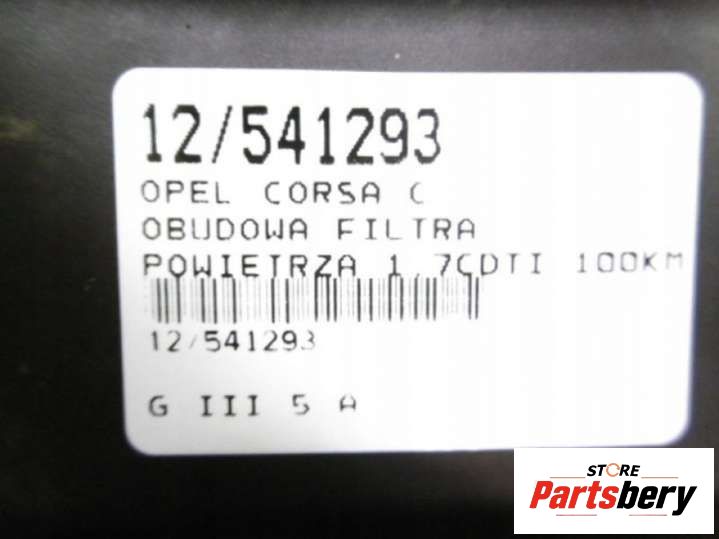 12/541293
OPEL CORSA C
OBUDOWA FILTRA
POWIETRZA 1.7CDTI 100KM
12/541293
G III 5 A
STORE
Partsbery